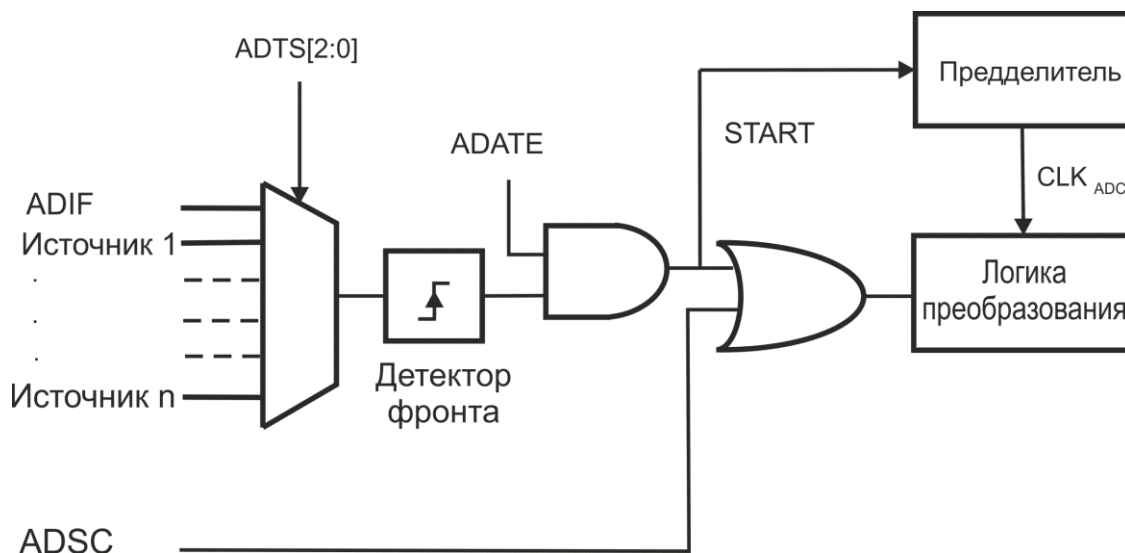 ADTS[2:0]
Предделитель
ADATE
START
CLK ADC
ADIF
Источник 1
.
.
.
Источник n
Детектор
фронта
Логика
преобразования
ADSC